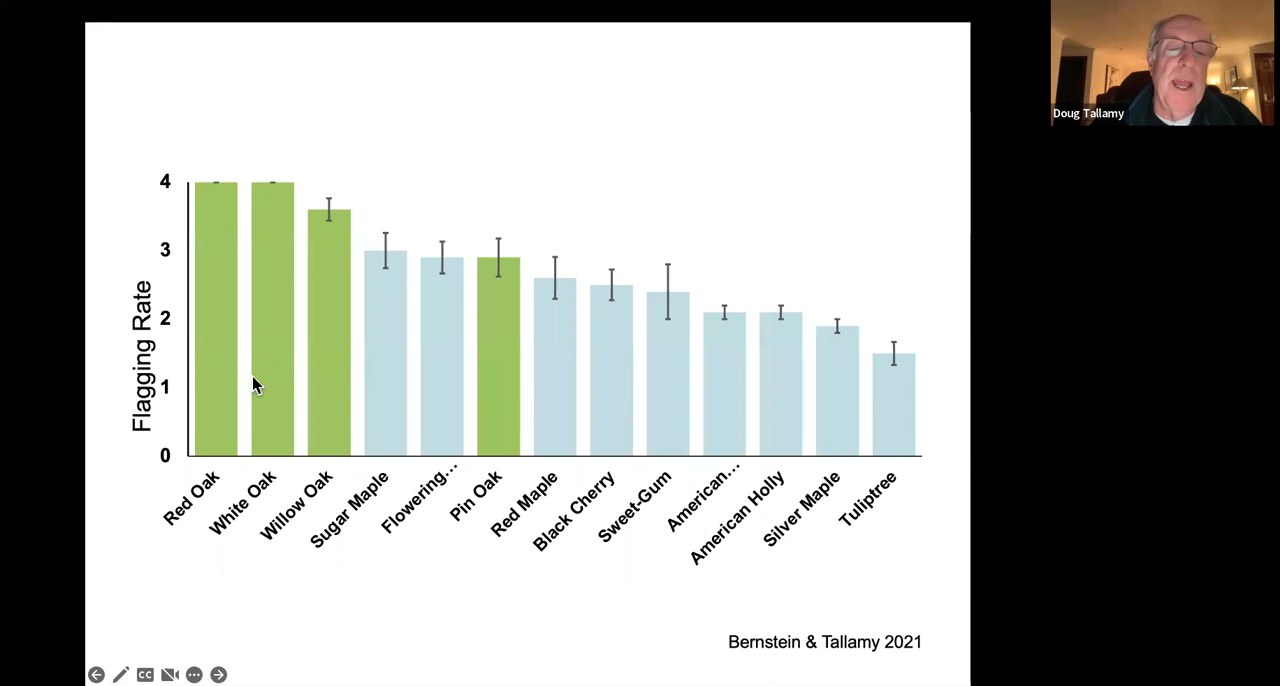 Doug Tallamy
4
3
2
1
0
Flagging Rate
Red Oak
White Oak
Willow Oak
Sugar Maple
Flowering...
Pin Oak
Red Maple
Black Cherry
Sweet-Gum
American...
American Holly
Silver Maple
Tuliptree
Bernstein & Tallamy 2021
CC